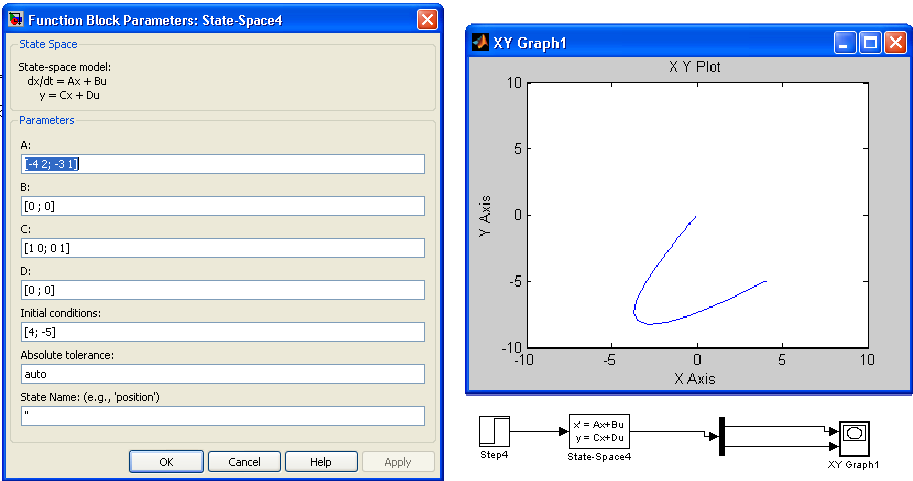 Function Block Parameters: State-Space4
State Space
State-space model:
dx/dt = Ax + Bu
y = Cx + Du
Parameters
A:
[-4 2; -3 1]
B:
[0 ; 0]
C:
[1 0; 0 1]
D:
[0 ; 0]
Initial conditions:
[4; -5]
Absolute tolerance:
auto
State Name: (e.g., 'position')
''
OK Cancel Help Apply
XY Graph1
X Y Plot
10
5
0
-5
-10
Y Axis
-10 -5 0 5 10
X Axis
Step4
x' = Ax+Bu
y = Cx+Du
State-Space4
XY Graph1